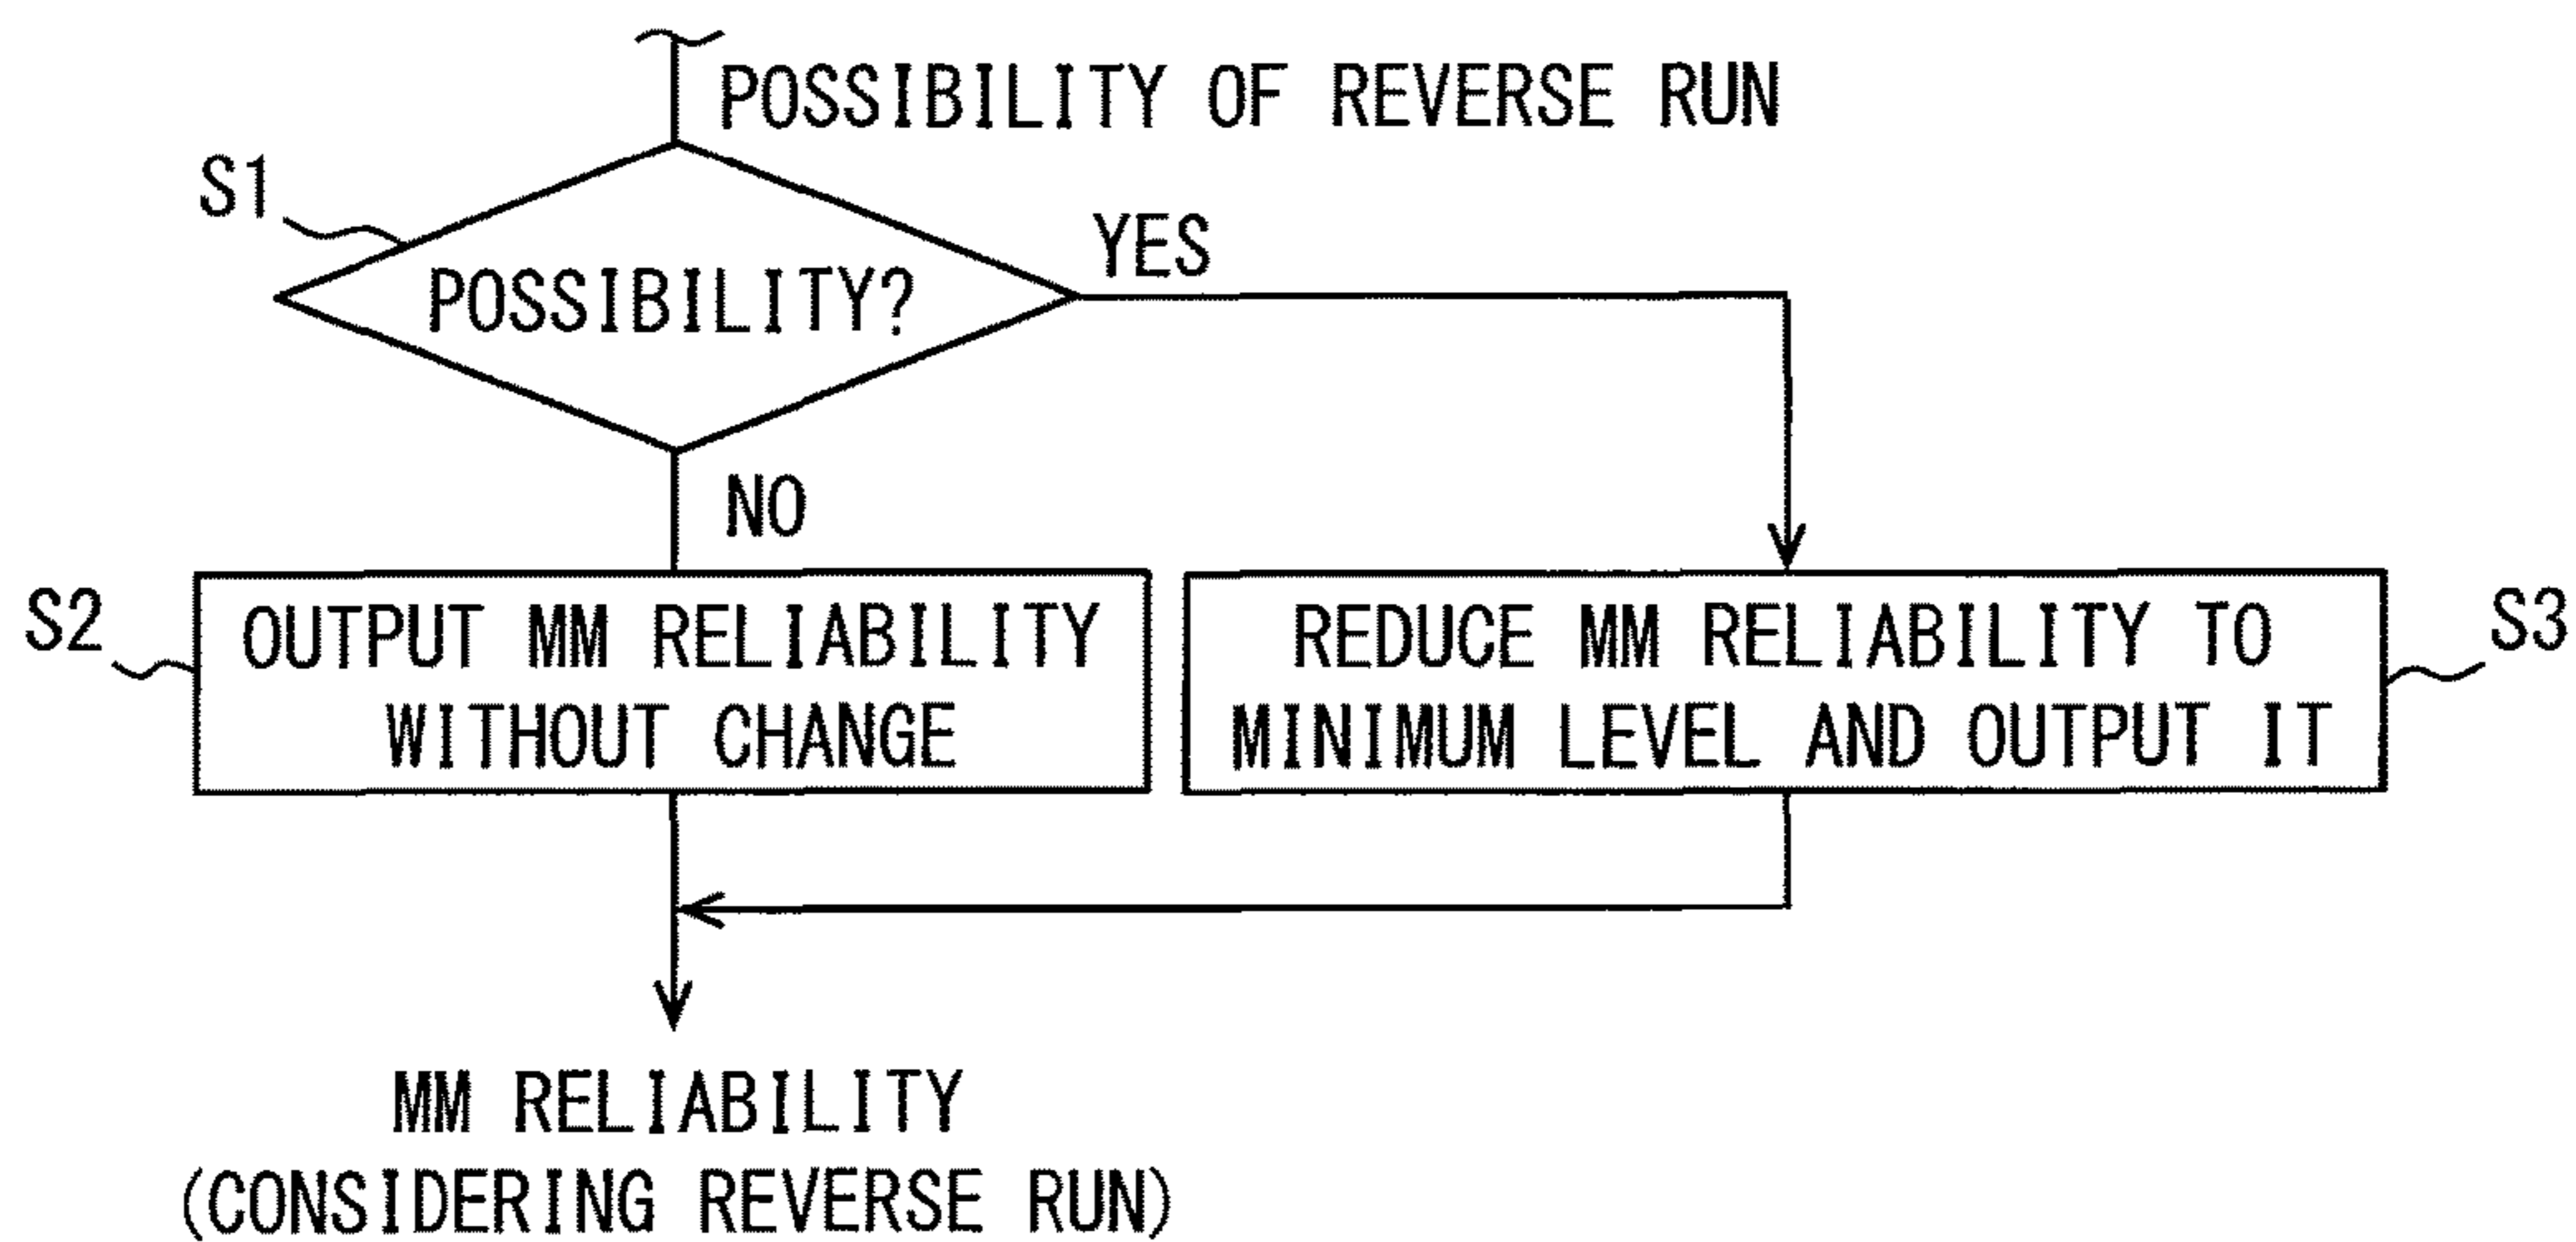 POSSIBILITY OF REVERSE RUN
S1
YES
POSSIBILITY?
NO
S2
OUTPUT MM RELIABILITY
WITHOUT CHANGE
REDUCE MM RELIABILITY TO
MINIMUM LEVEL AND OUTPUT IT
S3
MM RELIABILITY
(CONSIDERING REVERSE RUN)